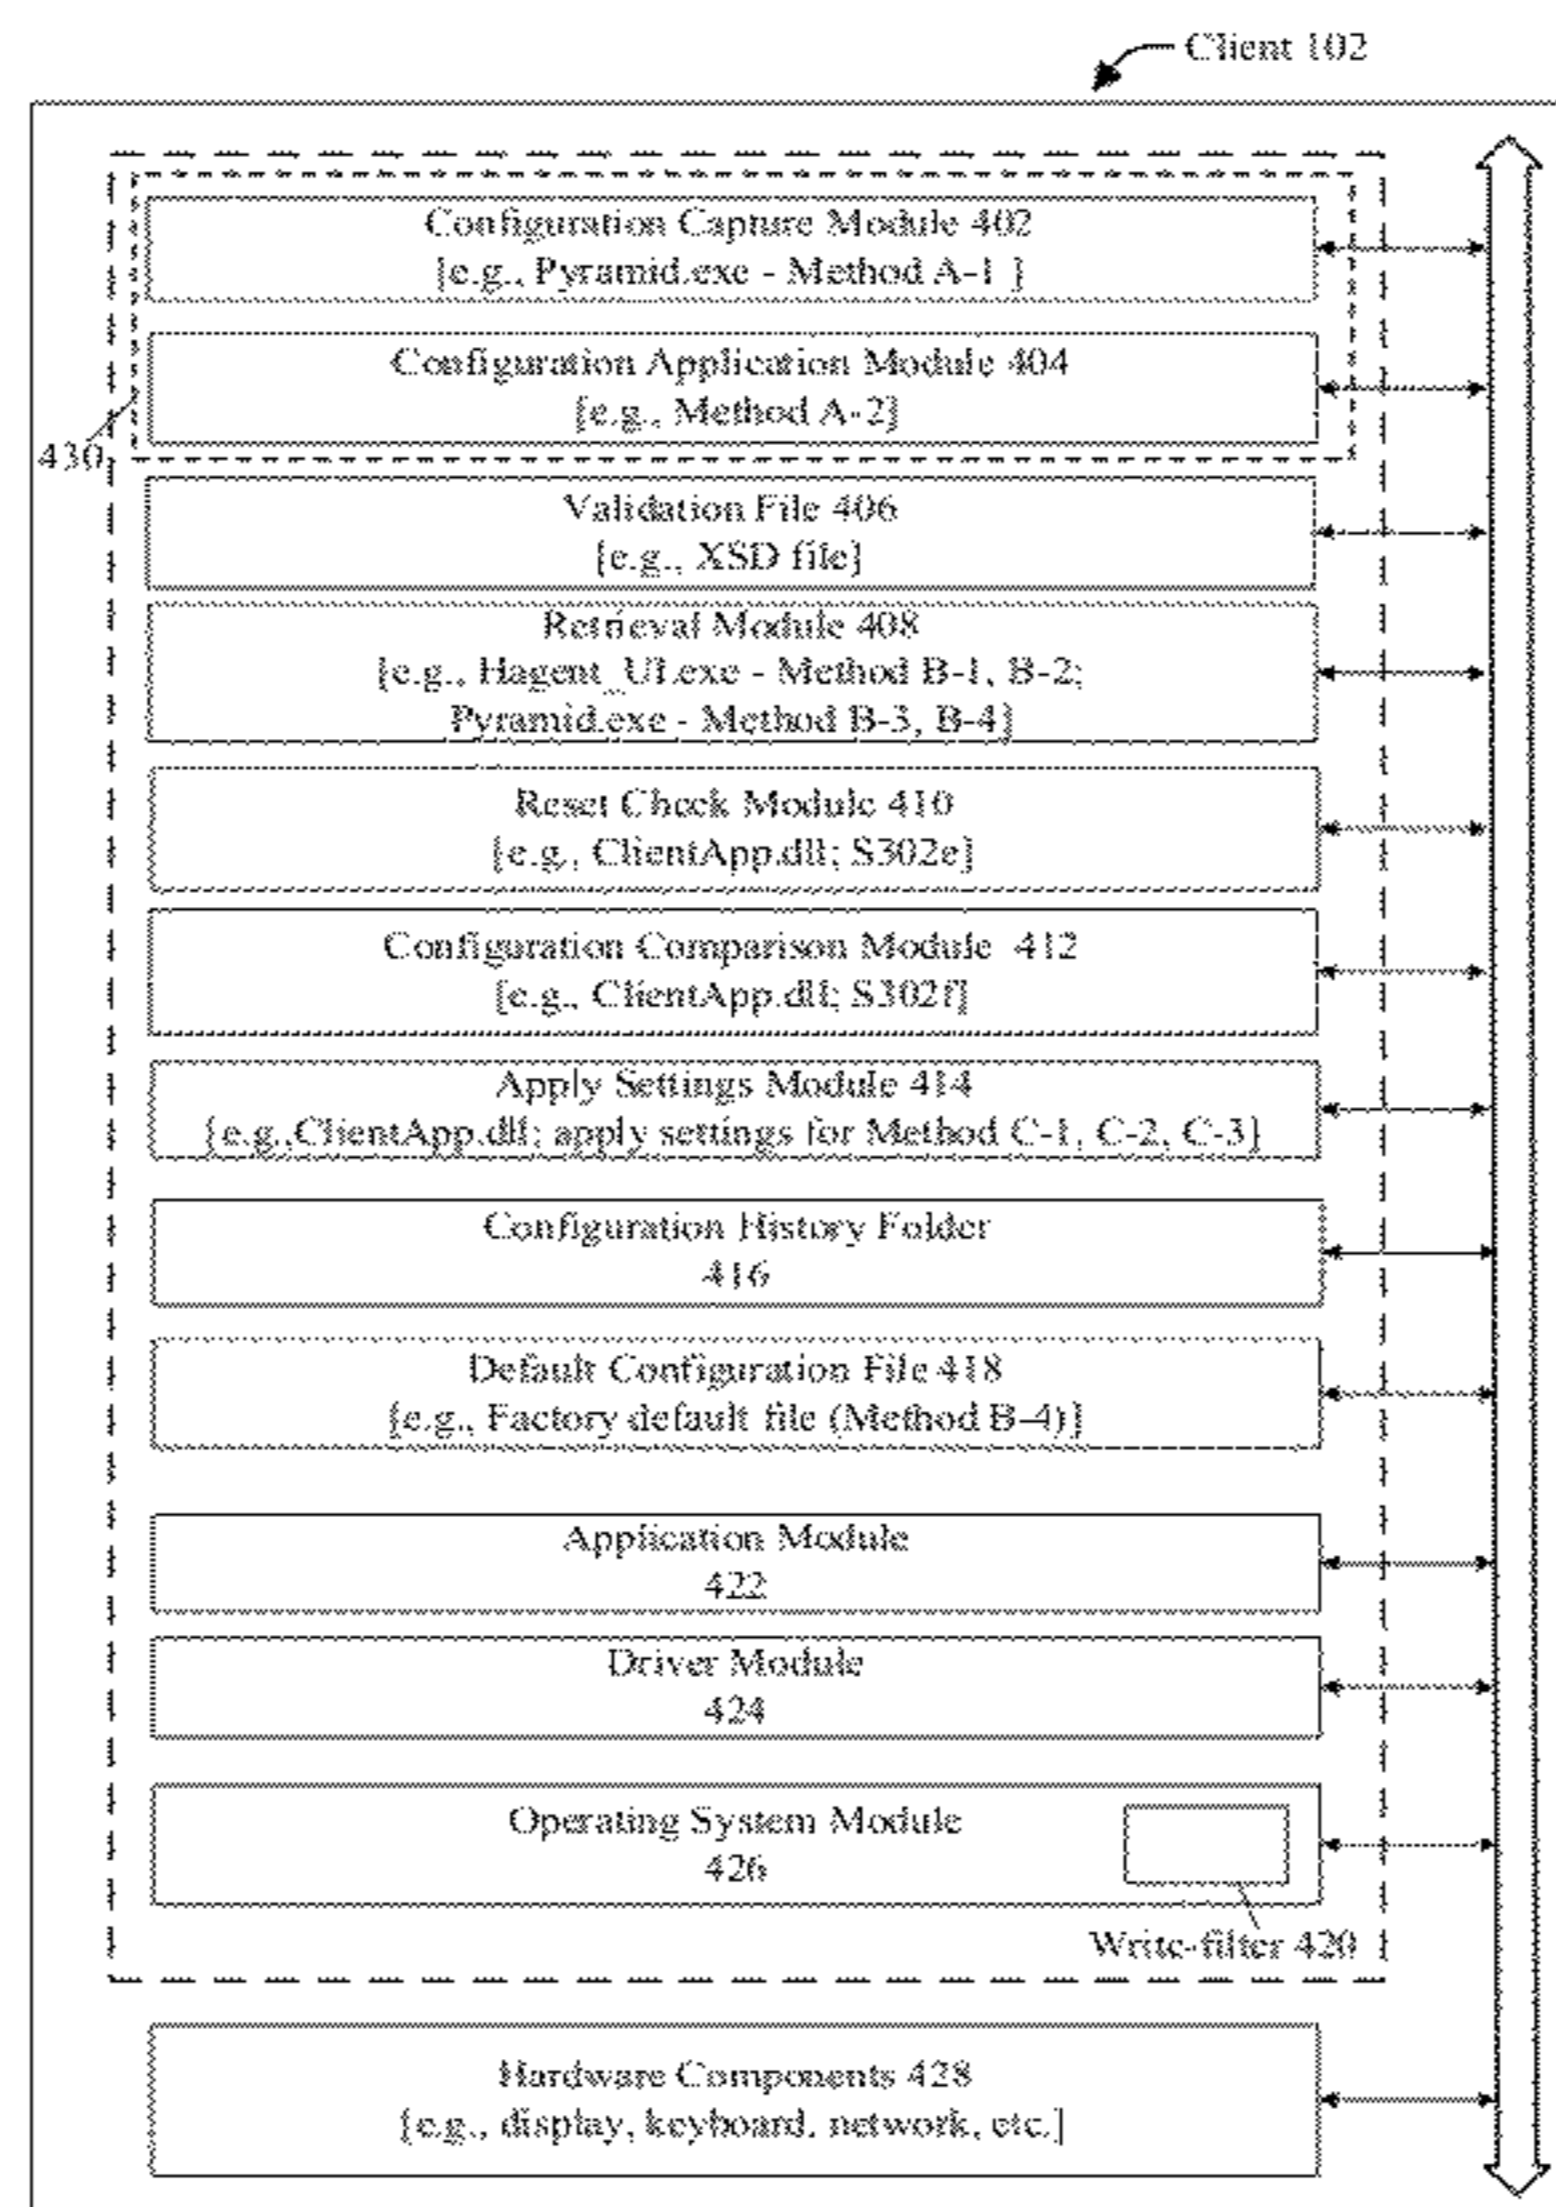 Client 102
Configuration Capture Module 402
[e.g., Pyramid.exe - Method A-1 ]
Configuration Application Module 404
[e.g., Method A-2]
430
Validation File 406
[e.g., XSD file]
Retrieval Module 408
[e.g., Hagent_UI.exe - Method B-1, B-2;
Pyramid.exe - Method B-3, B-4]
Reset Check Module 410
[e.g., ClientApp.dll; S302e]
Configuration Comparison Module 412
[e.g., ClientApp.dll; S302f]
Apply Settings Module 414
[e.g.,ClientApp.dll; apply settings for Method C-1, C-2, C-3]
Configuration History Folder
416
Default Configuration File 418
[e.g., Factory default file (Method B-4)]
Application Module
422
Driver Module
424
Operating System Module
426
Write-filter 420
Hardware Components 428
[e.g., display, keyboard, network, etc.]